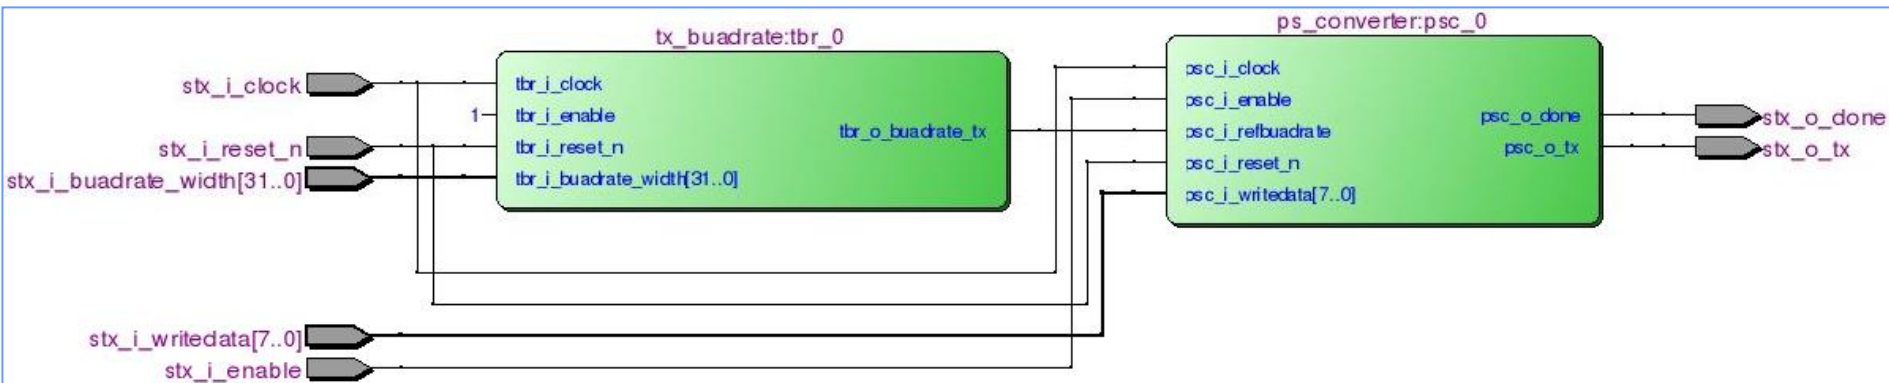 tx_buadrate:tbr_0
ps_converter:psc_0
stx_i_clock
stx_i_reset_n
stx_i_buadrate_width[31..0]
stx_i_writedata[7..0]
stx_i_enable
tbr_i_clock
1
tbr_i_enable
tbr_i_reset_n
tbr_i_buadrate_width[31..0]
tbr_o_buadrate_tx
psc_i_clock
psc_i_enable
psc_i_refbuadrate
psc_i_reset_n
psc_i_writedata[7..0]
psc_o_done
psc_o_tx
stx_o_done
stx_o_tx